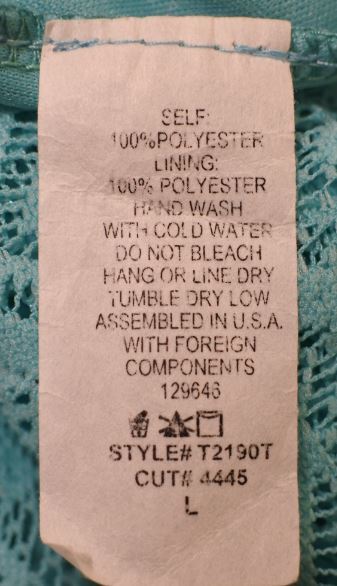 SELF:
100%POLYESTER
LINING:
100% POLYESTER
HAND WASH
WITH COLD WATER
DO NOT BLEACH
HANG OR LINE DRY
TUMBLE DRY LOW
ASSEMBLED IN U.S.A.
WITH FOREIGN
COMPONENTS
129646
STYLE# T2190T
CUT# 4445
L